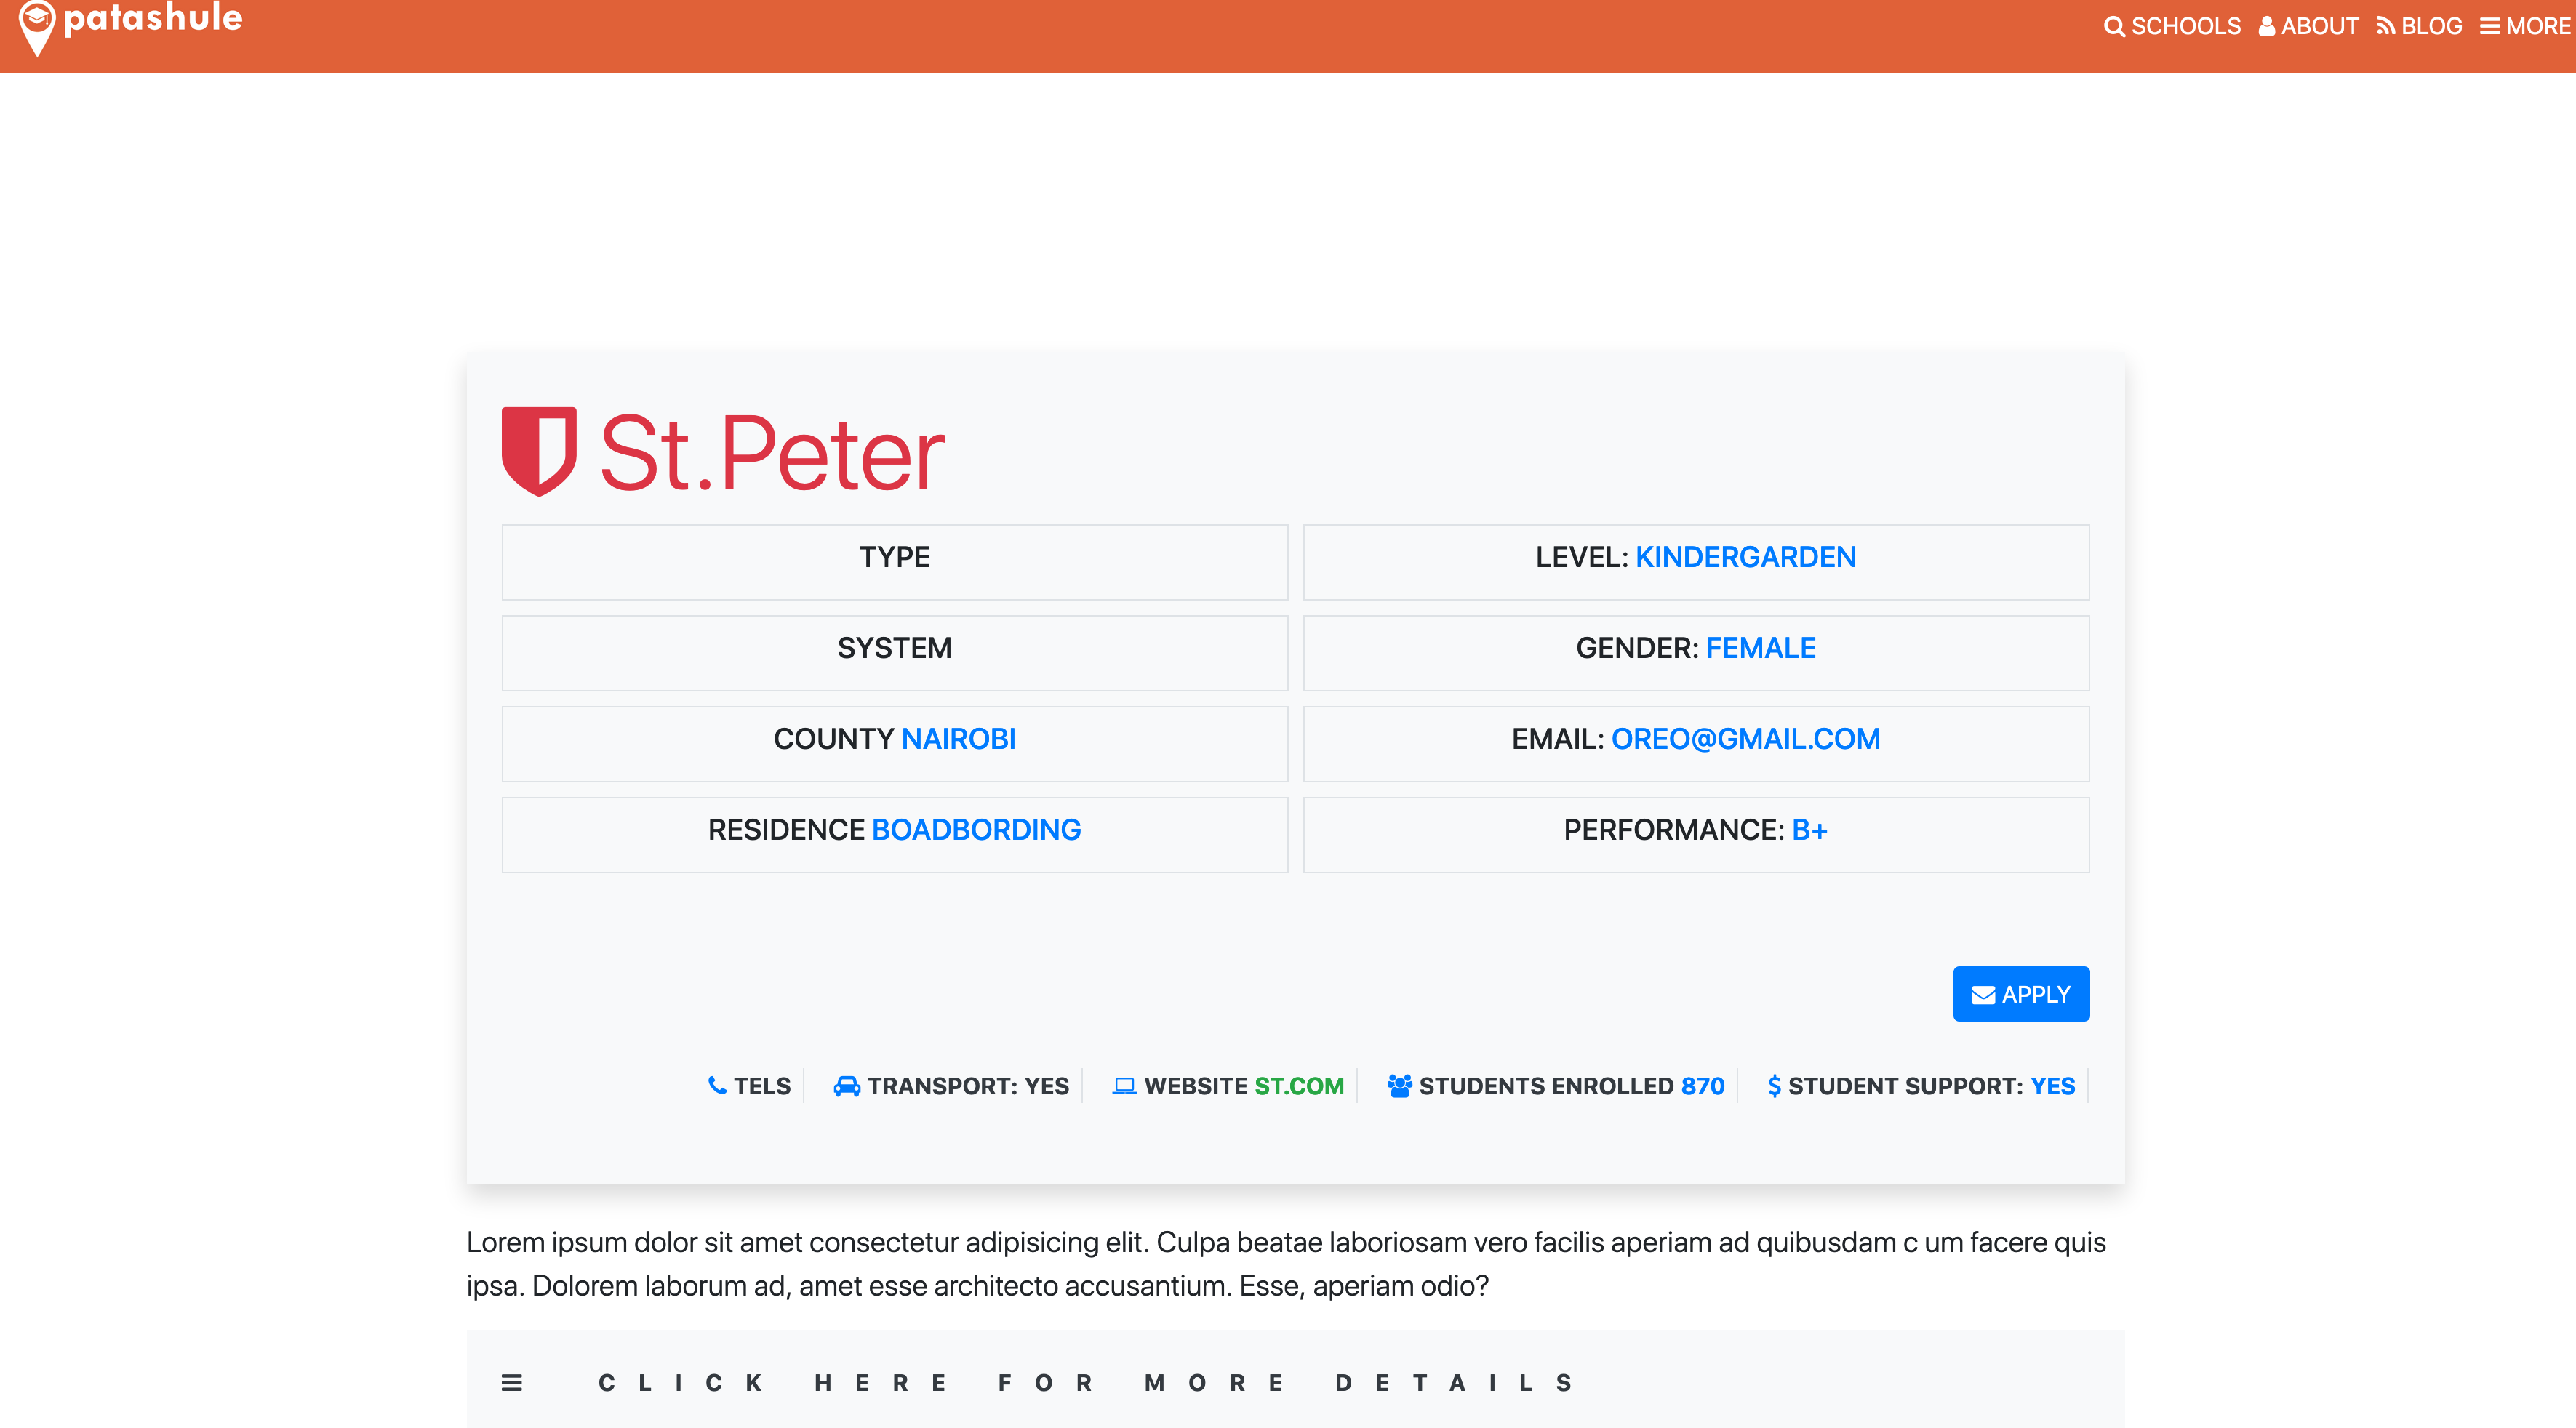 patashule
SCHOOLS ABOUT BLOG MORE
St.Peter
TYPE
LEVEL: KINDERGARDEN
SYSTEM
GENDER: FEMALE
COUNTY NAIROBI
EMAIL: OREO@GMAIL.COM
RESIDENCE BOADBORDING
PERFORMANCE: B+
APPLY
TELS TRANSPORT: YES WEBSITE ST.COM STUDENTS ENROLLED 870 STUDENT SUPPORT: YES
Lorem ipsum dolor sit amet consectetur adipisicing elit. Culpa beatae laboriosam vero facilis aperiam ad quibusdam c um facere quis
ipsa. Dolorem laborum ad, amet esse architecto accusantium. Esse, aperiam odio?
CLICK HERE FOR MORE DETAILS